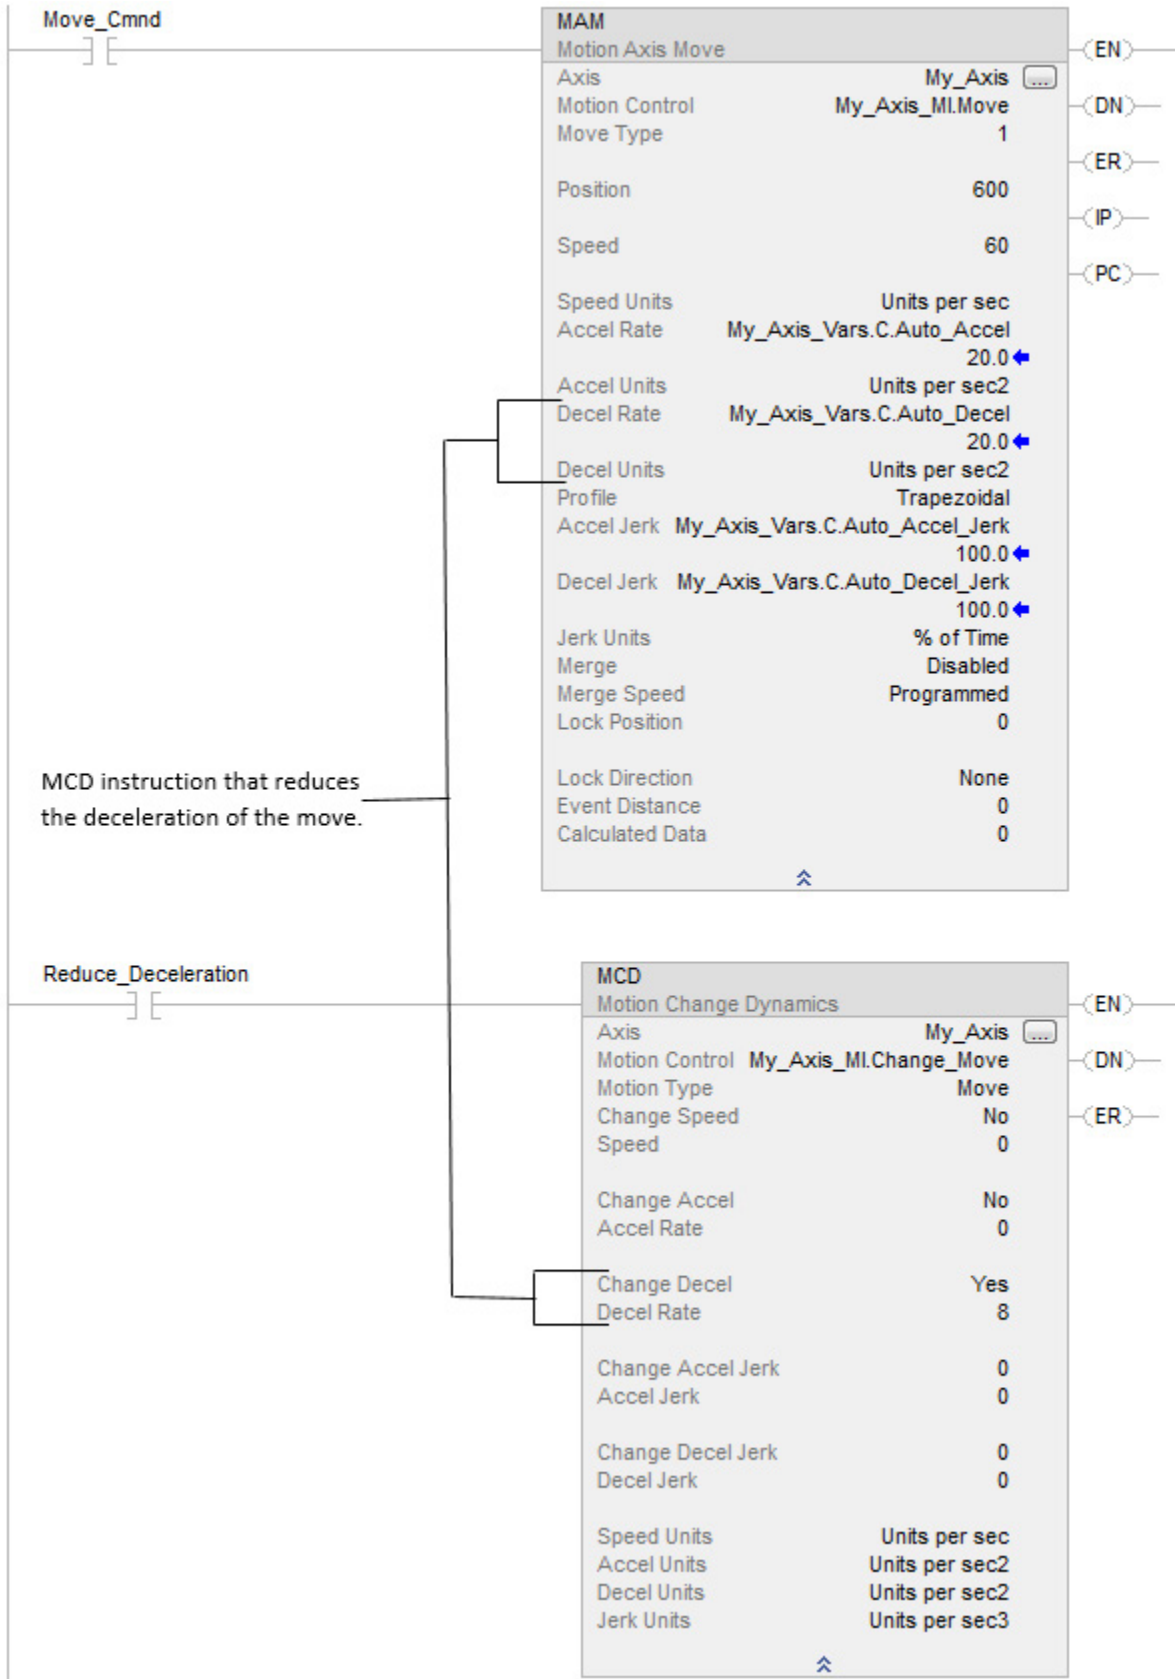 Move_Cmnd
MAM
Motion Axis Move
EN
Axis My_Axis ...
Motion Control My_Axis_MI.Move
DN
Move Type 1
ER
Position 600
IP
Speed 60
PC
Speed Units Units per sec
Accel Rate My_Axis_Vars.C.Auto_Accel
20.0
Accel Units Units per sec2
Decel Rate My_Axis_Vars.C.Auto_Decel
20.0
Decel Units Units per sec2
Profile Trapezoidal
Accel Jerk My_Axis_Vars.C.Auto_Accel_Jerk
100.0
Decel Jerk My_Axis_Vars.C.Auto_Decel_Jerk
100.0
Jerk Units % of Time
Merge Disabled
Merge Speed Programmed
Lock Position 0
Lock Direction None
Event Distance 0
Calculated Data 0
MCD instruction that reduces
the deceleration of the move.
Reduce_Deceleration
MCD
Motion Change Dynamics
EN
Axis My_Axis ...
Motion Control My_Axis_MI.Change_Move
DN
Motion Type Move
Change Speed No
ER
Speed 0
Change Accel No
Accel Rate 0
Change Decel Yes
Decel Rate 8
Change Accel Jerk 0
Accel Jerk 0
Change Decel Jerk 0
Decel Jerk 0
Speed Units Units per sec
Accel Units Units per sec2
Decel Units Units per sec2
Jerk Units Units per sec3